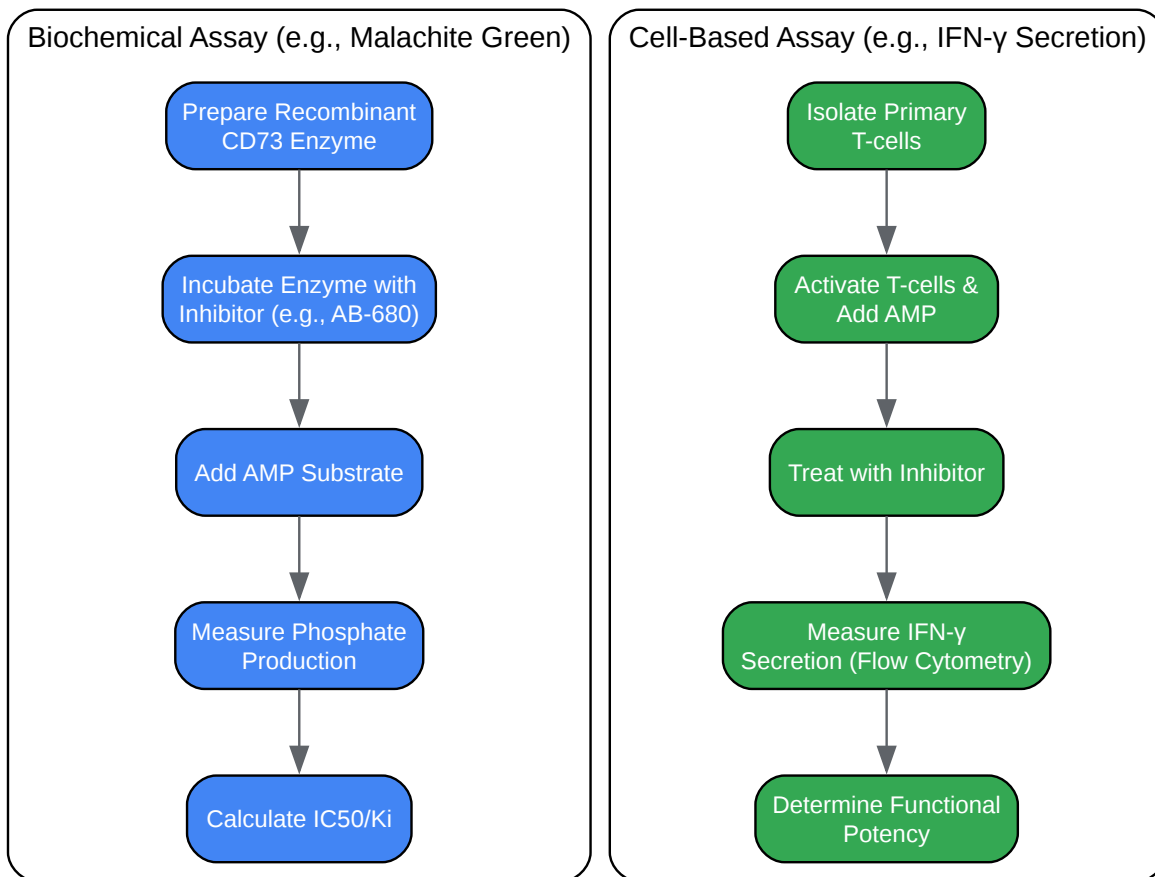 Biochemical Assay (e.g., Malachite Green)
Prepare Recombinant
CD73 Enzyme
Incubate Enzyme with
Inhibitor (e.g., AB-680)
Add AMP Substrate
Measure Phosphate
Production
Calculate IC50/Ki
Cell-Based Assay (e.g., IFN-γ Secretion)
Isolate Primary
T-cells
Activate T-cells &
Add AMP
Treat with Inhibitor
Measure IFN-γ
Secretion (Flow Cytometry)
Determine Functional
Potency